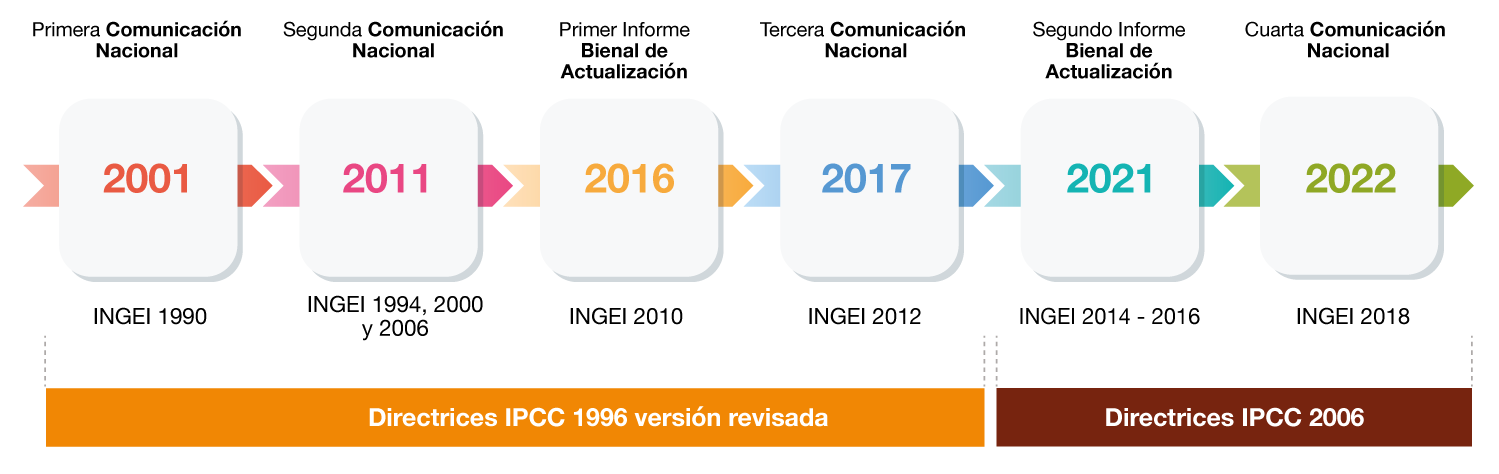 Primera Comunicación
Nacional
Segunda Comunicación
Nacional
Primer Informe
Bienal de
Actualización
Tercera Comunicación
Nacional
Segundo Informe
Bienal de
Actualización
Cuarta Comunicación
Nacional
2001
2011
2016
2017
2021
2022
INGEI 1990
INGEI 1994, 2000
y 2006
INGEI 2010
INGEI 2012
INGEI 2014 - 2016
INGEI 2018
Directrices IPCC 1996 versión revisada
Directrices IPCC 2006